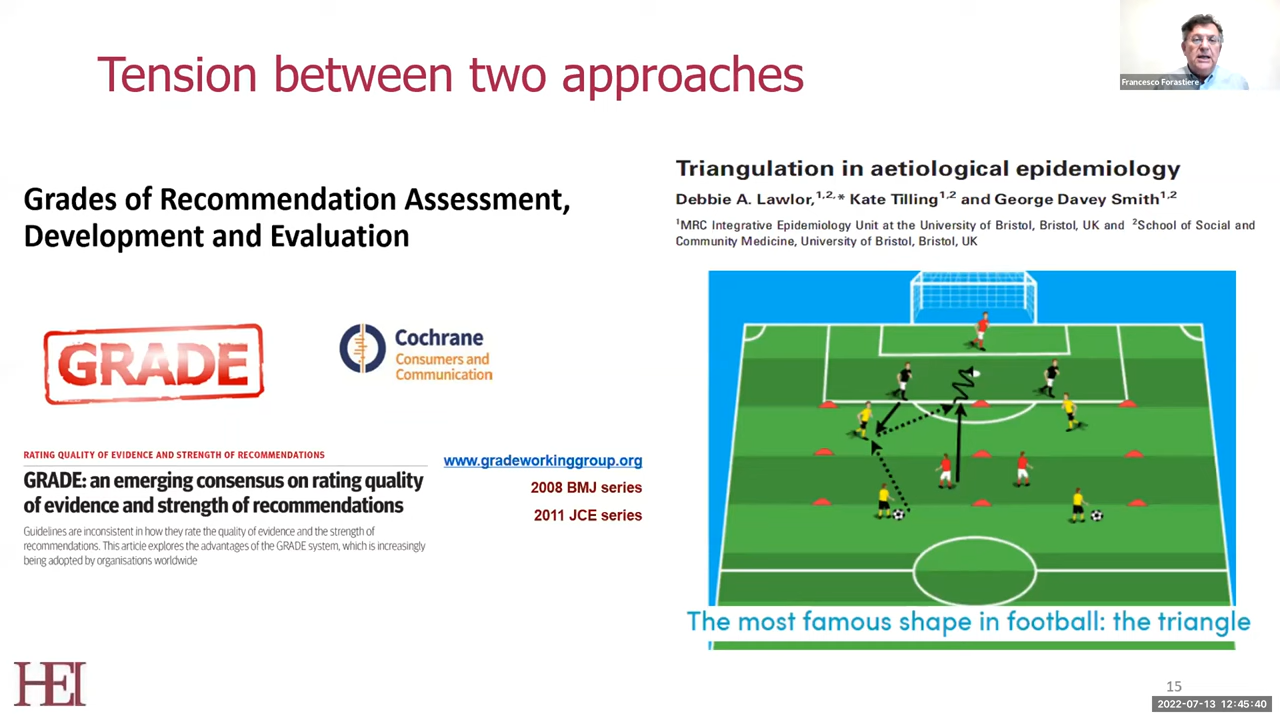 Tension between two approaches
Francesco Forastiere
Grades of Recommendation Assessment,
Development and Evaluation
GRADE
Cochrane
Consumers and
Communication
RATING QUALITY OF EVIDENCE AND STRENGTH OF RECOMMENDATIONS
GRADE: an emerging consensus on rating quality
of evidence and strength of recommendations
Guidelines are inconsistent in how they rate the quality of evidence and the strength of
recommendations. This article explores the advantages of the GRADE system, which is increasingly
being adopted by organisations worldwide
www.gradeworkinggroup.org
2008 BMJ series
2011 JCE series
Triangulation in aetiological epidemiology
Debbie A. Lawlor,1,2,* Kate Tilling1,2 and George Davey Smith1,2
1MRC Integrative Epidemiology Unit at the University of Bristol, Bristol, UK and 2School of Social and
Community Medicine, University of Bristol, Bristol, UK
The most famous shape in football: the triangle
HEI
15
2022-07-13 12:45:40